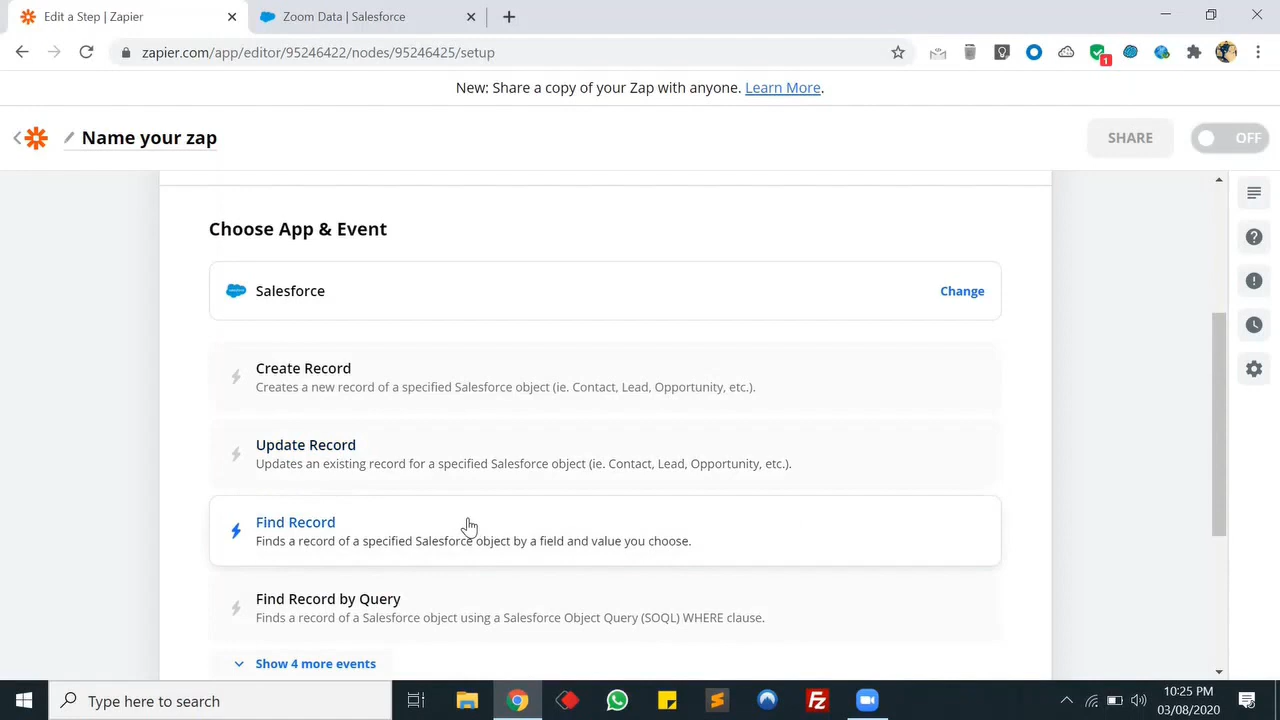 Edit a Step | Zapier
Zoom Data | Salesforce
zapier.com/app/editor/95246422/nodes/95246425/setup
1
New: Share a copy of your Zap with anyone. Learn More.
Name your zap
SHARE
OFF
Choose App & Event
Salesforce
Change
Create Record
Creates a new record of a specified Salesforce object (ie. Contact, Lead, Opportunity, etc.).
Update Record
Updates an existing record for a specified Salesforce object (ie. Contact, Lead, Opportunity, etc.).
Find Record
Finds a record of a specified Salesforce object by a field and value you choose.
Find Record by Query
Finds a record of a Salesforce object using a Salesforce Object Query (SOQL) WHERE clause.
Show 4 more events
Type here to search
10:25 PM
03/08/2020